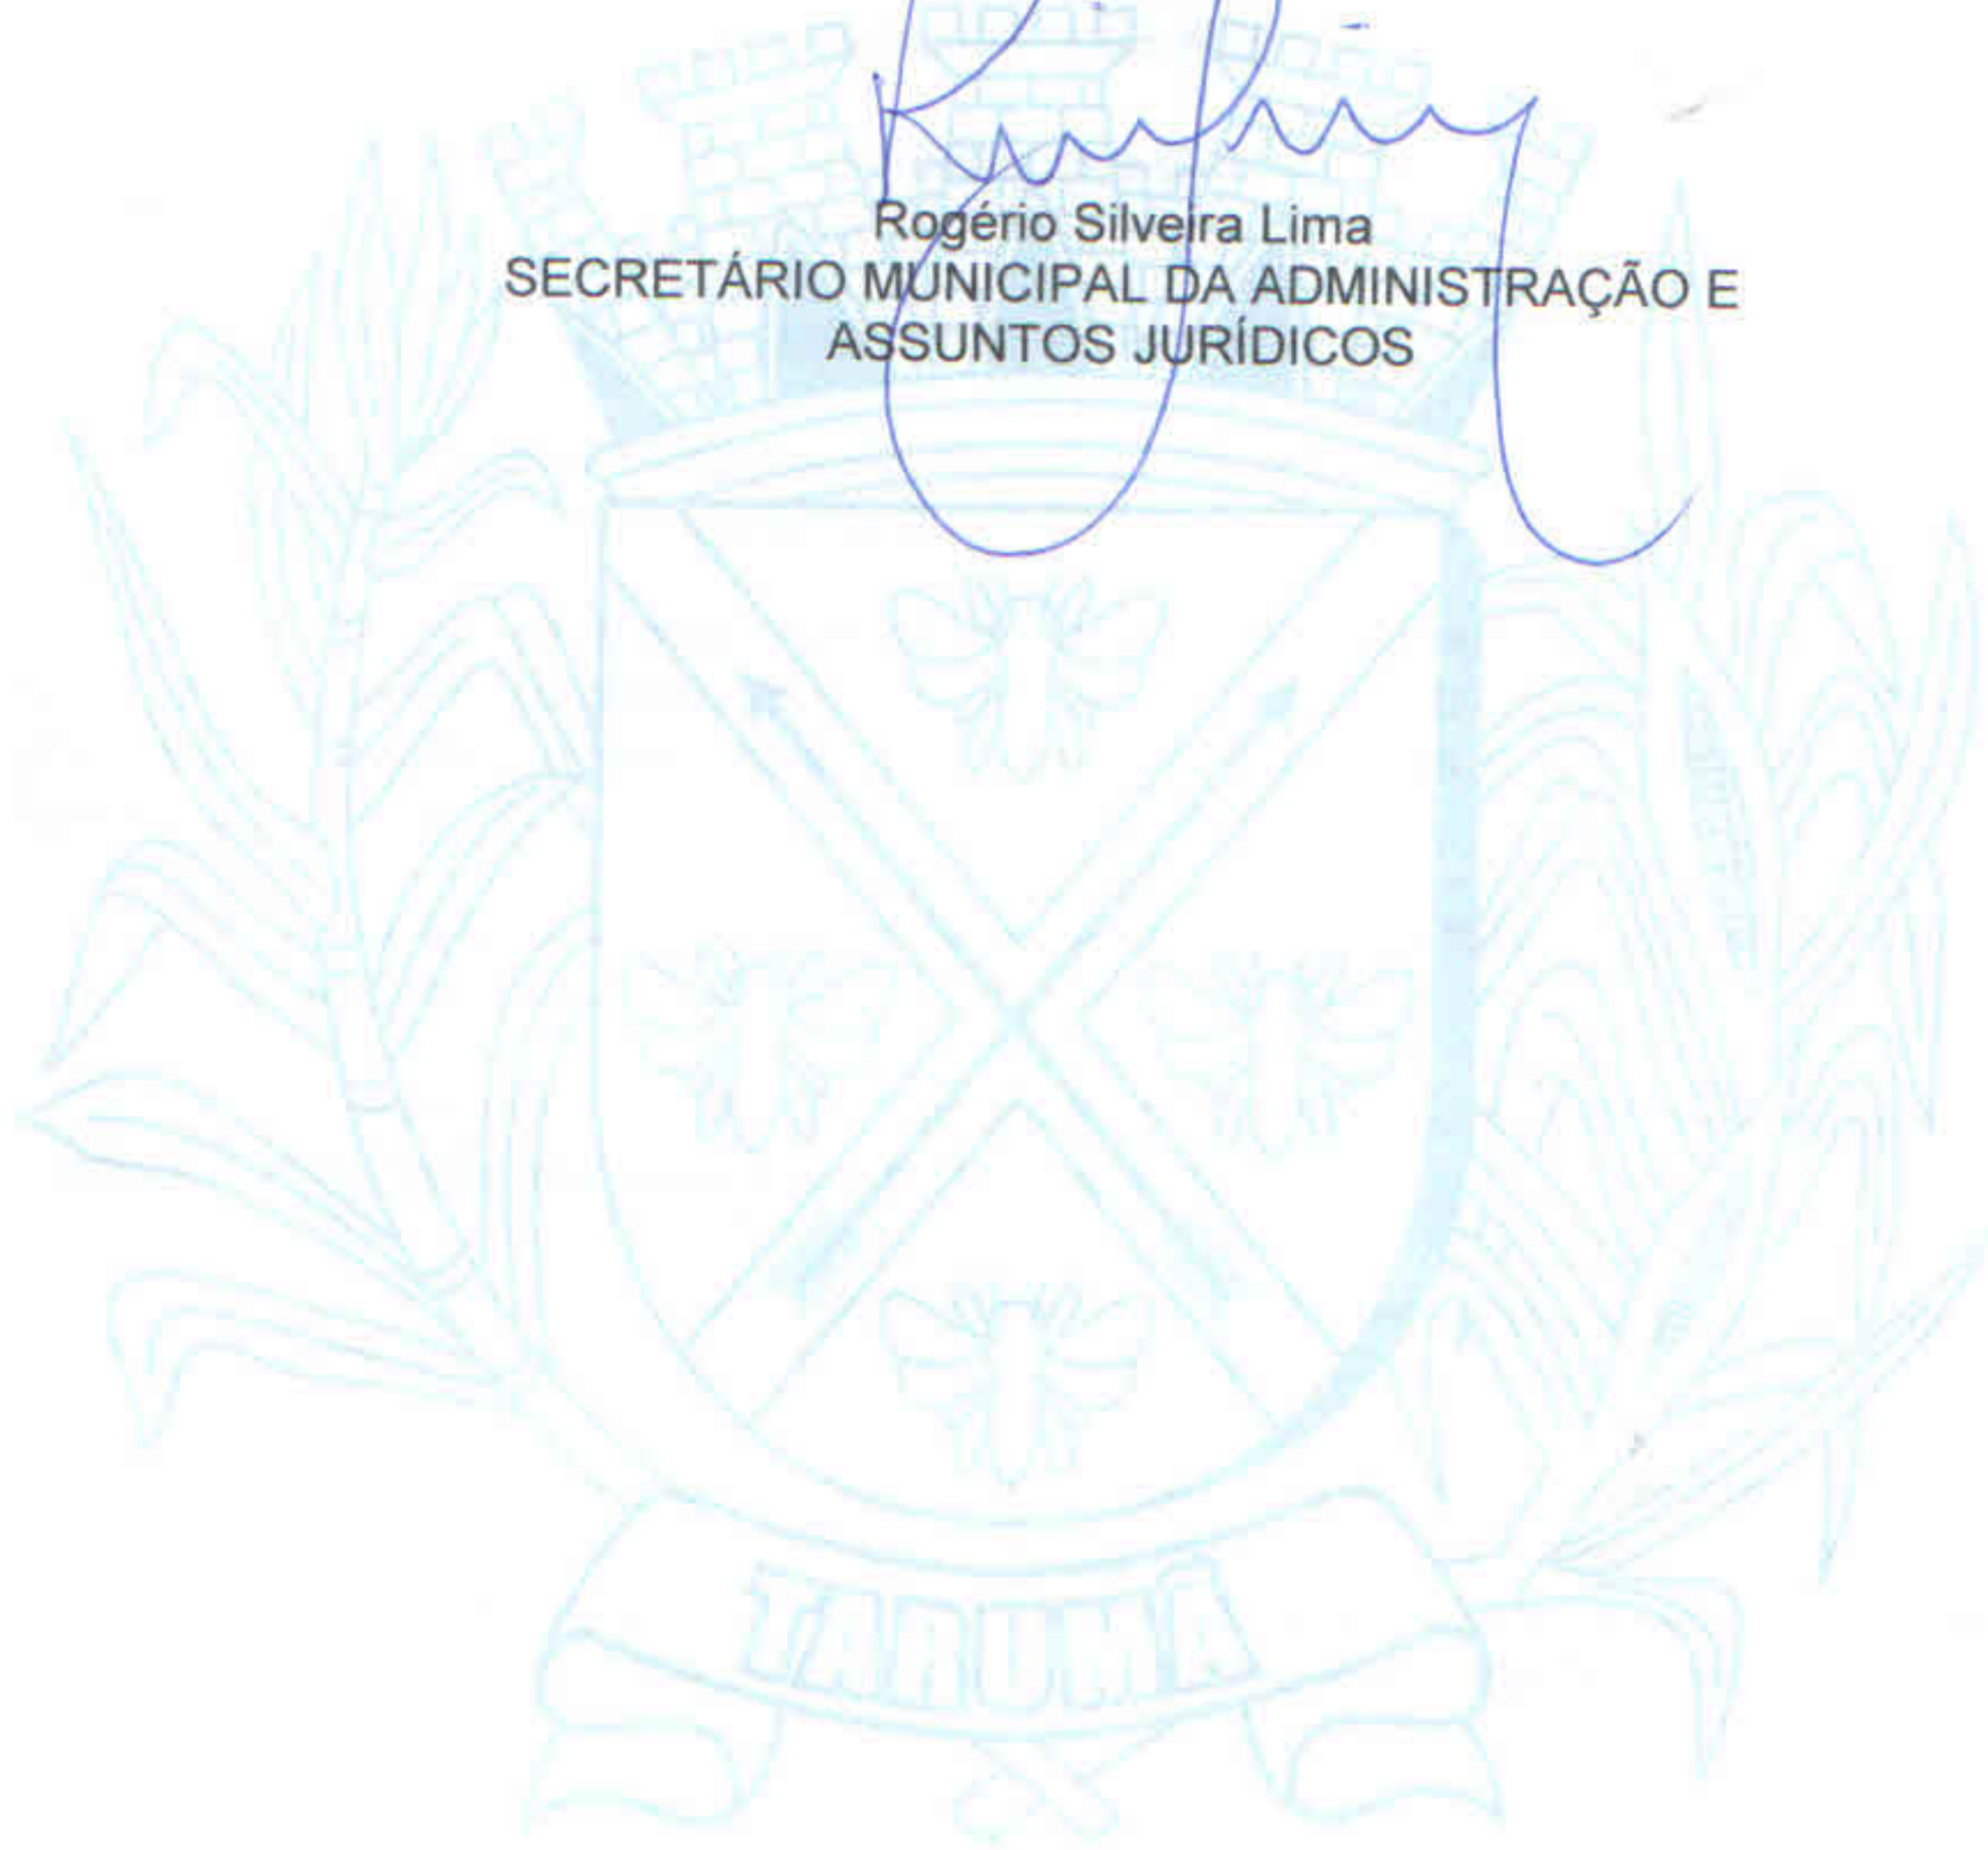 Rogério Silveira Lima
SECRETÁRIO MUNICIPAL DA ADMINISTRAÇÃO E
ASSUNTOS JURÍDICOS
TARUMÃ